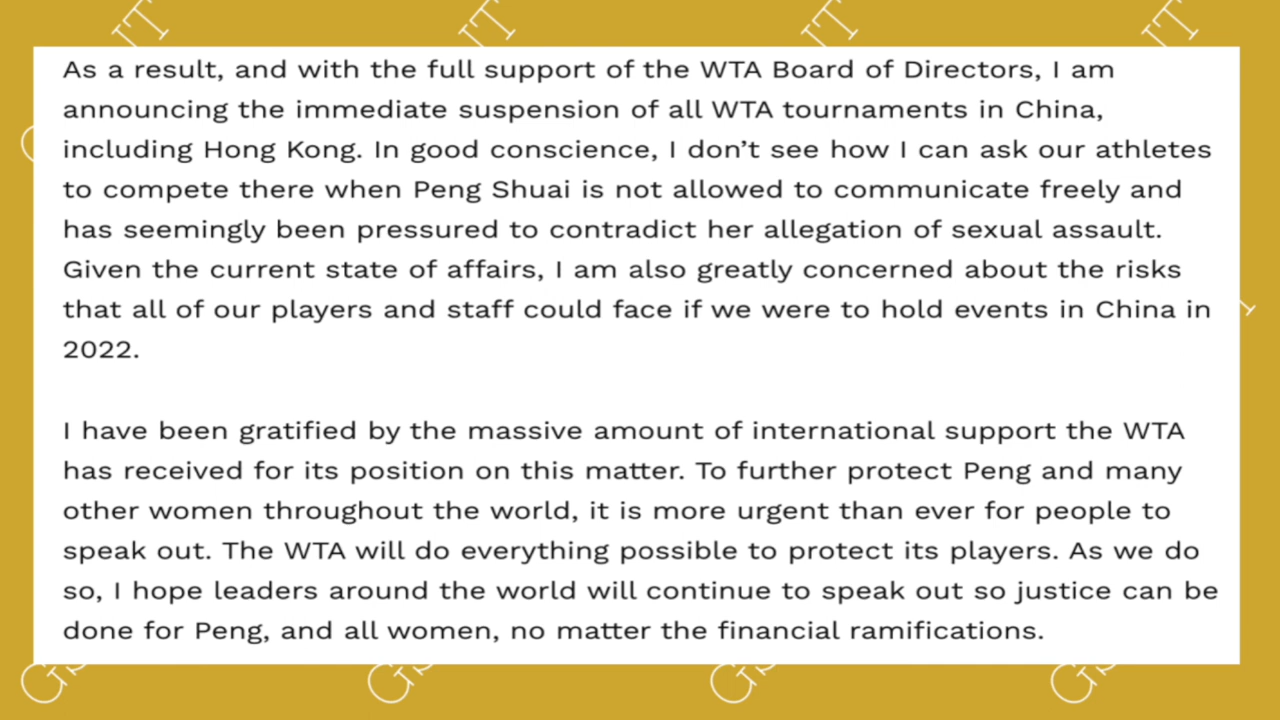 As a result, and with the full support of the WTA Board of Directors, I am
announcing the immediate suspension of all WTA tournaments in China,
including Hong Kong. In good conscience, I don’t see how I can ask our athletes
to compete there when Peng Shuai is not allowed to communicate freely and
has seemingly been pressured to contradict her allegation of sexual assault.
Given the current state of affairs, I am also greatly concerned about the risks
that all of our players and staff could face if we were to hold events in China in
2022.
I have been gratified by the massive amount of international support the WTA
has received for its position on this matter. To further protect Peng and many
other women throughout the world, it is more urgent than ever for people to
speak out. The WTA will do everything possible to protect its players. As we do
so, I hope leaders around the world will continue to speak out so justice can be
done for Peng, and all women, no matter the financial ramifications.